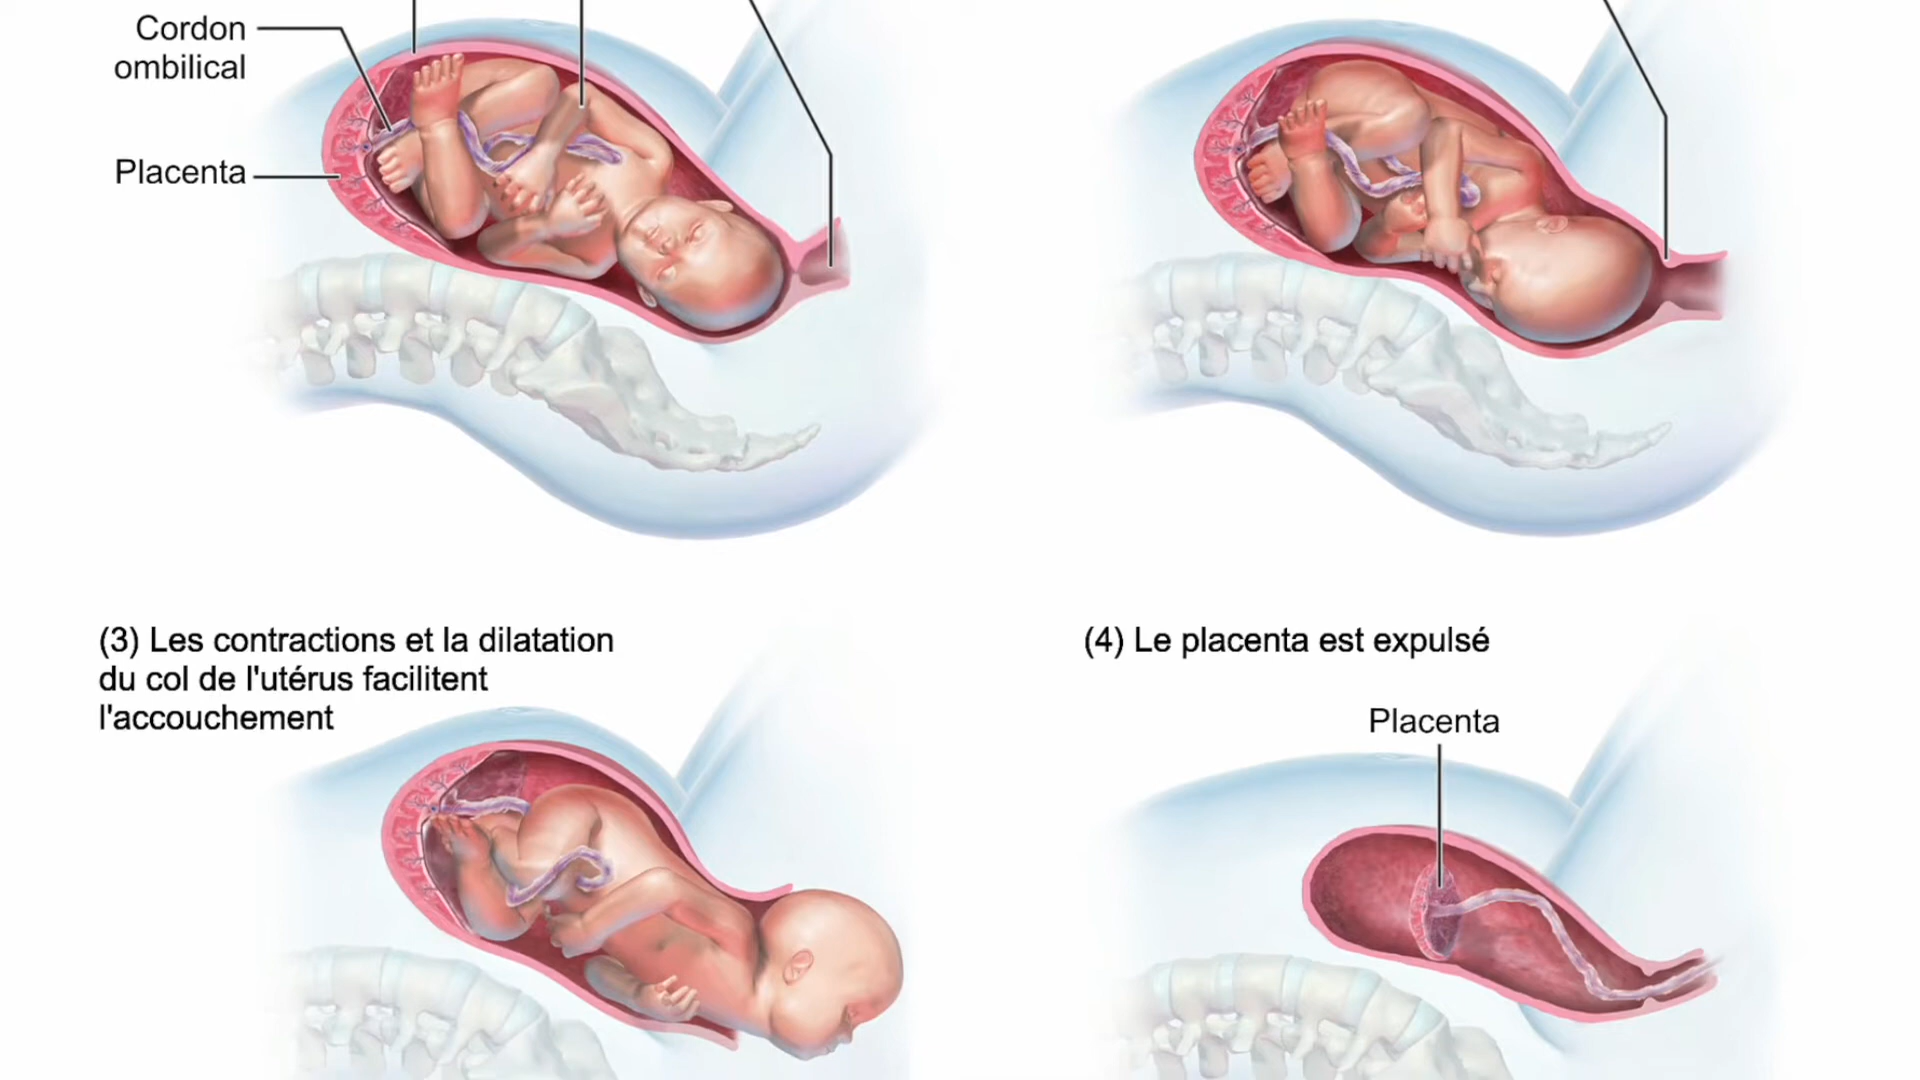 Cordon
ombilical
Placenta
(3) Les contractions et la dilatation
du col de l'utérus facilitent
l'accouchement
(4) Le placenta est expulsé
Placenta